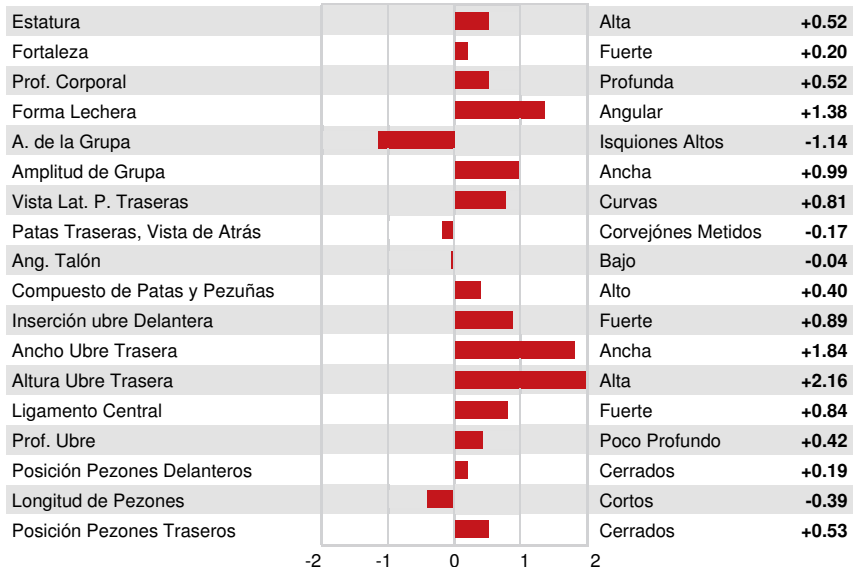 Estatura Alta +0.52
Fortaleza Fuerte +0.20
Prof. Corporal Profunda +0.52
Forma Lechera Angular +1.38
A. de la Grupa Isquiones Altos -1.14
Amplitud de Grupa Ancha +0.99
Vista Lat. P. Traseras Curvas +0.81
Patas Traseras, Vista de Atrás Corvejónes Metidos -0.17
Ang. Talón Bajo -0.04
Compuesto de Patas y Pezuñas Alto +0.40
Inserción ubre Delantera Fuerte +0.89
Ancho Ubre Trasera Ancha +1.84
Altura Ubre Trasera Alta +2.16
Ligamento Central Fuerte +0.84
Prof. Ubre Poco Profundo +0.42
Posición Pezones Delanteros Cerrados +0.19
Longitud de Pezones Cortos -0.39
Posición Pezones Traseros Cerrados +0.53
-2 -1 0 1 2